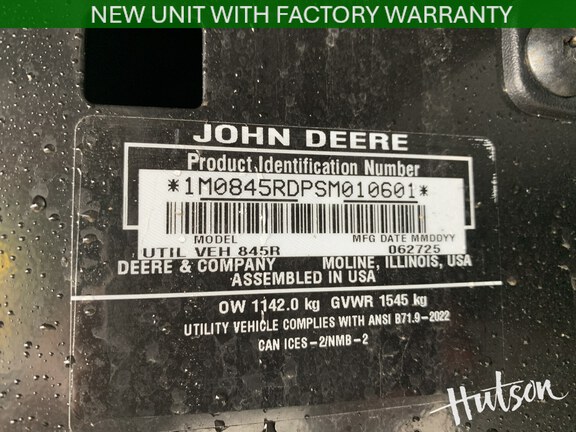 NEW UNIT WITH FACTORY WARRANTY
JOHN DEERE
Product Identification Number
*1M0845RDPSM010601*
MODEL MFG DATE MMDDYY
UTIL VEH 845R 062725
DEERE & COMPANY MOLINE, ILLINOIS, USA
ASSEMBLED IN USA
OW 1142.0 kg GVWR 1545 kg
UTILITY VEHICLE COMPLIES WITH ANSI B71.9-2022
CAN ICES-2/NMB-2
Hutson